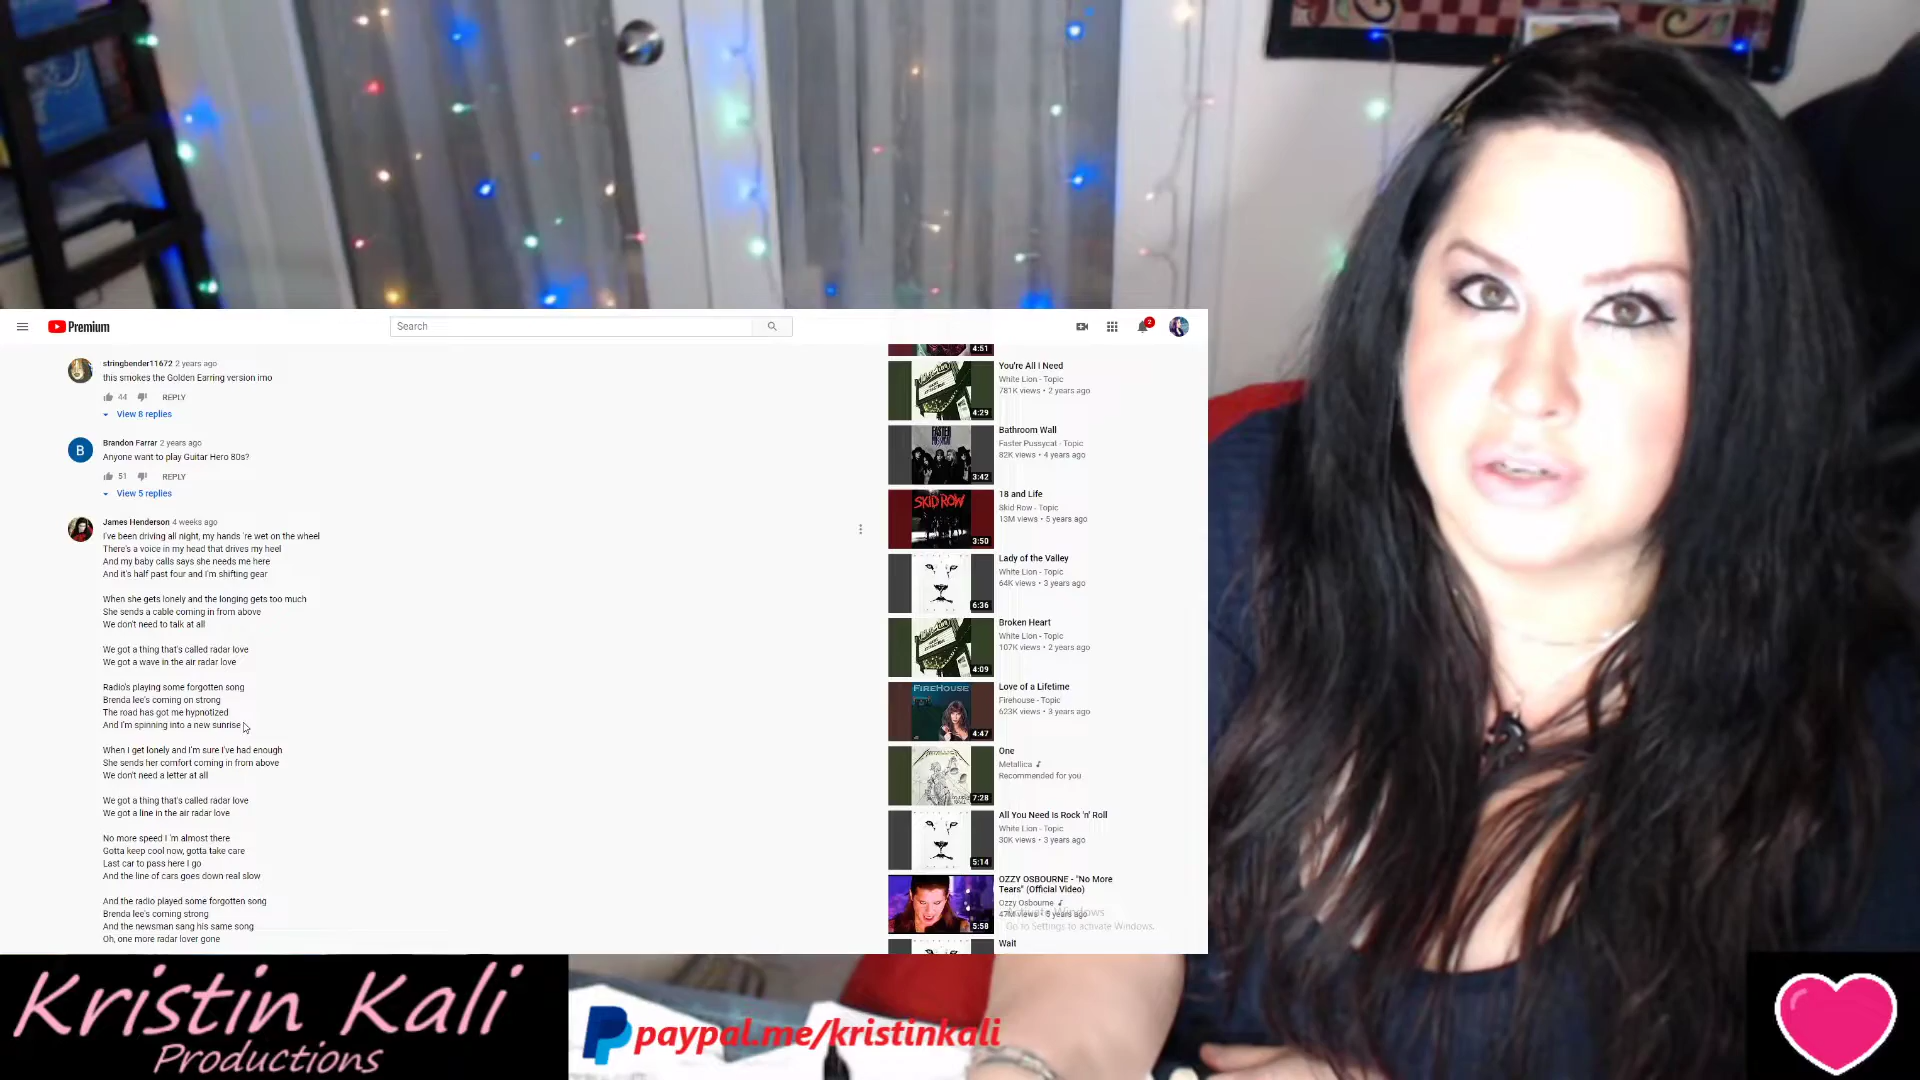 Premium
Search
2
stringbender11672 2 years ago
this smokes the Golden Earring version imo
44 REPLY
View 8 replies
B
Brandon Farrar 2 years ago
Anyone want to play Guitar Hero 80s?
51 REPLY
View 5 replies
James Henderson 4 weeks ago
I've been driving all night, my hands 're wet on the wheel
There's a voice in my head that drives my heel
And my baby calls says she needs me here
And it's half past four and I'm shifting gear
When she gets lonely and the longing gets too much
She sends a cable coming in from above
We don't need to talk at all
We got a thing that's called radar love
We got a wave in the air radar love
Radio's playing some forgotten song
Brenda lee's coming on strong
The road has got me hypnotized
And I'm spinning into a new sunrise
When I get lonely and I'm sure I've had enough
She sends her comfort coming in from above
We don't need a letter at all
We got a thing that's called radar love
We got a line in the air radar love
No more speed I 'm almost there
Gotta keep cool now, gotta take care
Last car to pass here I go
And the line of cars goes down real slow
And the radio played some forgotten song
Brenda lee's coming strong
And the newsman sang his same song
Oh, one more radar lover gone
4:51
You're All I Need
White Lion - Topic
781K views • 2 years ago
4:29
Bathroom Wall
Faster Pussycat - Topic
82K views • 4 years ago
FASTER
3:42
18 and Life
Skid Row - Topic
13M views • 5 years ago
SKID ROW
3:50
Lady of the Valley
White Lion - Topic
64K views • 3 years ago
6:36
Broken Heart
White Lion - Topic
107K views • 2 years ago
4:09
Love of a Lifetime
Firehouse - Topic
623K views • 3 years ago
FIREHOUSE
4:47
One
Metallica
Recommended for you
7:28
All You Need Is Rock 'n' Roll
White Lion - Topic
30K views • 3 years ago
5:14
OZZY OSBOURNE - "No More
Tears" (Official Video)
Ozzy Osbourne
47M views • 5 years ago
5:58
Activate Windows
Go to Settings to activate Windows.
Wait
Kristin Kali
Productions
paypal.me/kristinkali